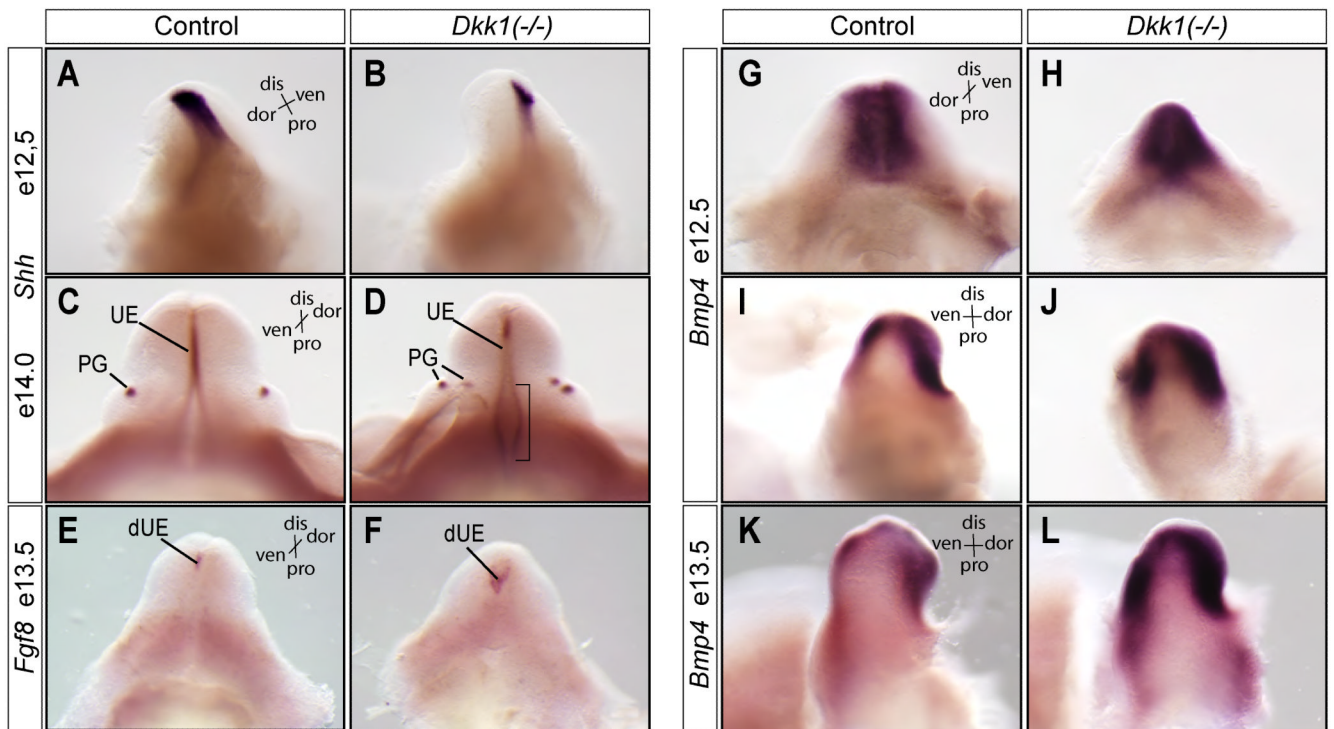 Control
Dkk1(-/-)
Control
Dkk1(-/-)
Shh
e12,5
e14.0
Fgf8 e13.5
Bmp4 e12.5
Bmp4 e13.5
A
dis
ven
dor
pro
B
C
UE
PG
dis
dor
ven
pro
D
UE
PG
E
dUE
dis
dor
ven
pro
F
dUE
G
dis
ven
dor
pro
H
I
dis
ven dor
pro
J
K
dis
ven dor
pro
L